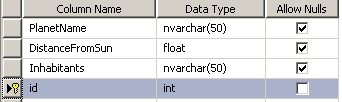 Column Name Data Type Allow Nulls
PlanetName nvarchar(50)
DistanceFromSun float
Inhabitants nvarchar(50)
id int